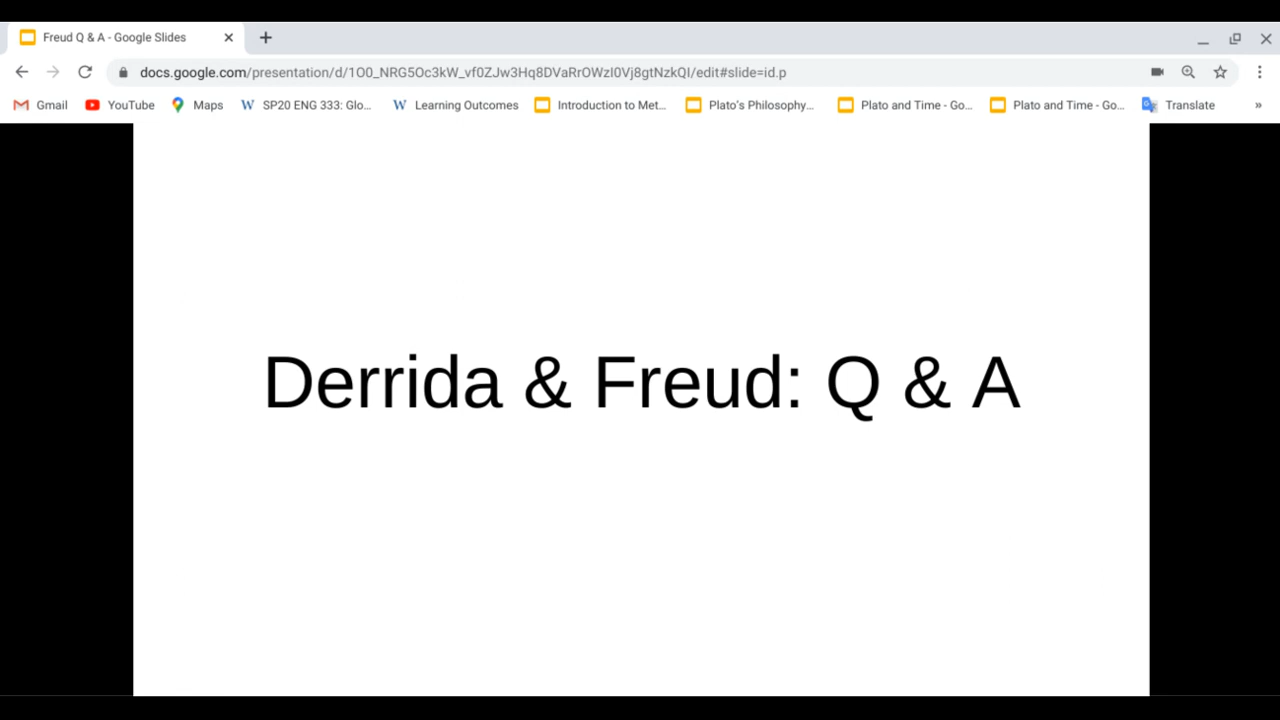 Freud Q & A - Google Slides
docs.google.com/presentation/d/1O0_NRG5Oc3kW_vf0ZJw3Hq8DVaRrOWzI0Vj8gtNzkQI/edit#slide=id.p
Gmail YouTube Maps SP20 ENG 333: Glo... Learning Outcomes Introduction to Met... Plato's Philosophy... Plato and Time - Go... Plato and Time - Go... Translate »
Derrida & Freud: Q & A